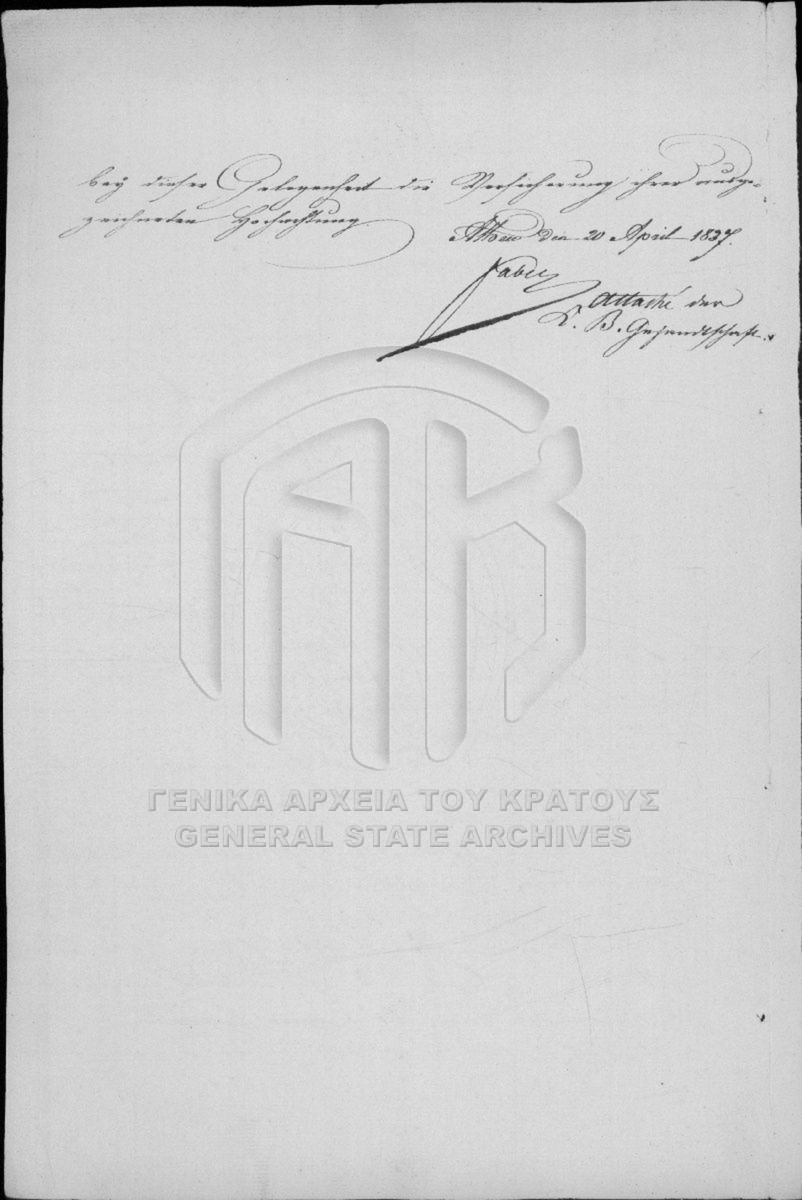 bey dieser Gelegenheit die Versicherung ihrer ausge-
zeichneten Hochachtung.
Athen den 20 April 1837.
Faber
Attaché der
K. B. Gesandtschaft.
ΓΕΝΙΚΑ ΑΡΧΕΙΑ ΤΟΥ ΚΡΑΤΟΥΣ
GENERAL STATE ARCHIVES